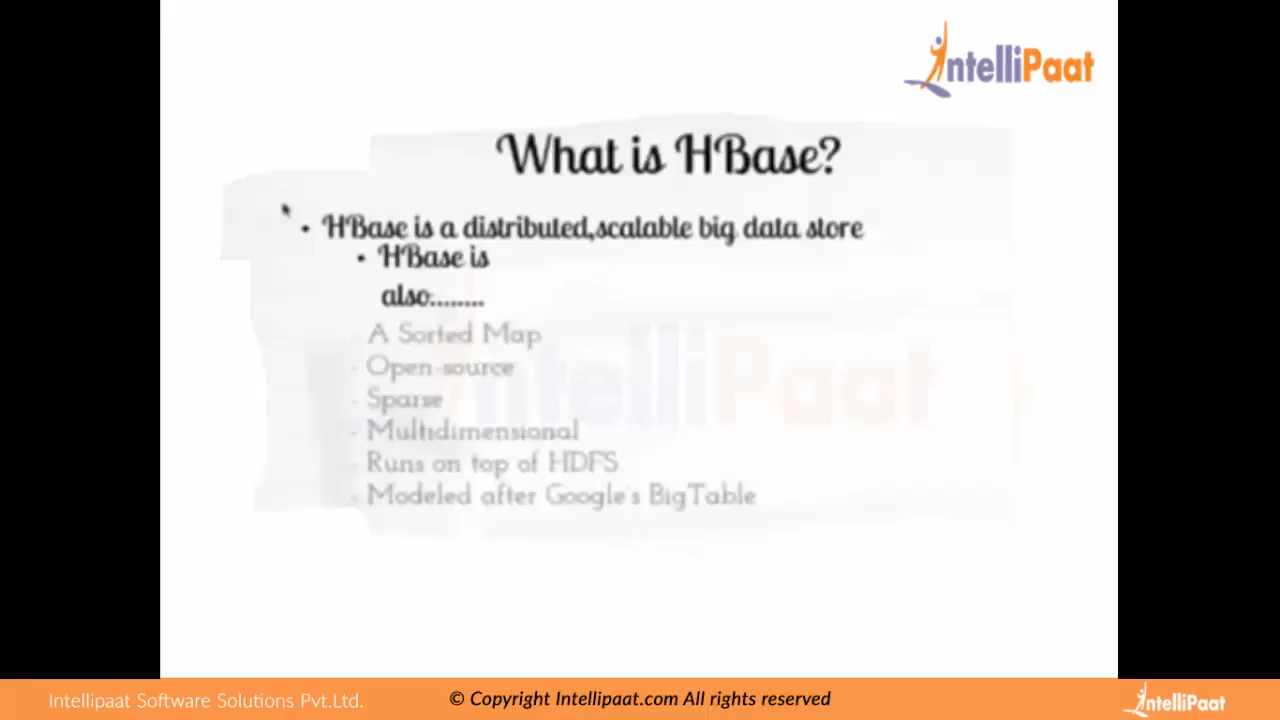 IntelliPaat
What is HBase?
• HBase is a distributed,scalable big data store
• HBase is
also:.......
- A Sorted Map
- Open-source
- Sparse
- Multidimensional
- Runs on top of HDFS
- Modeled after Google's BigTable
IntelliPaat
Intellipaat Software Solutions Pvt.Ltd.
© Copyright Intellipaat.com All rights reserved
IntelliPaat